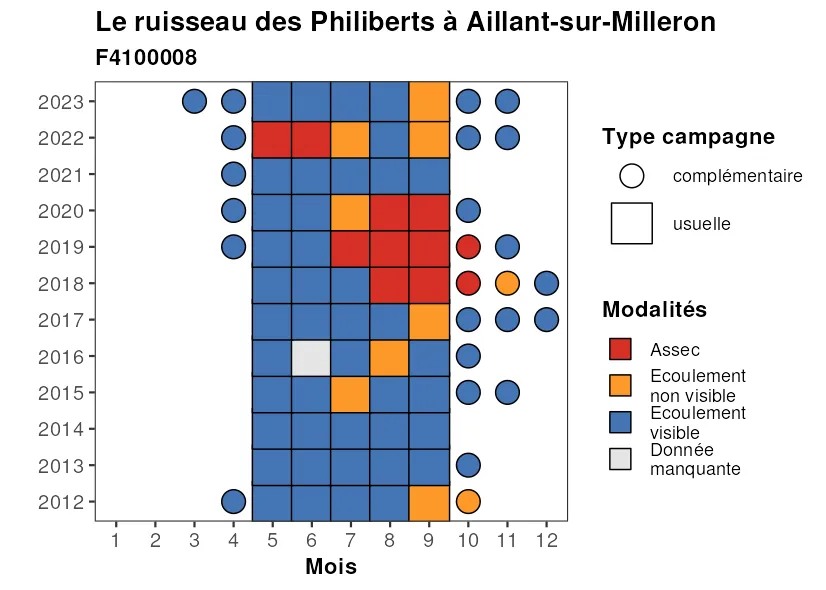 Le ruisseau des Philiberts à Aillant-sur-Milleron
F4100008
2023
2022
2021
2020
2019
2018
2017
2016
2015
2014
2013
2012
1 2 3 4 5 6 7 8 9 10 11 12
Mois
Type campagne
complémentaire
usuelle
Modalités
Assec
Ecoulement
non visible
Ecoulement
visible
Donnée
manquante